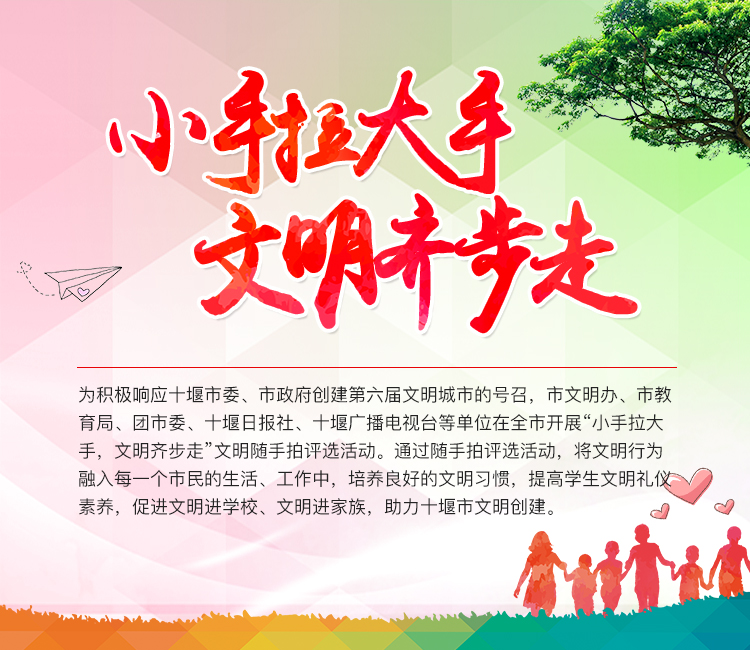 小手拉大手
文明齐步走
为积极响应十堰市委、市政府创建第六届文明城市的号召，市文明办、市教
育局、团市委、十堰日报社、十堰广播电视台等单位在全市开展“小手拉大
手，文明齐步走”文明随手拍评选活动。通过随手拍评选活动，将文明行为
融入每一个市民的生活、工作中，培养良好的文明习惯，提高学生文明礼仪
素养，促进文明进学校、文明进家族，助力十堰市文明创建。